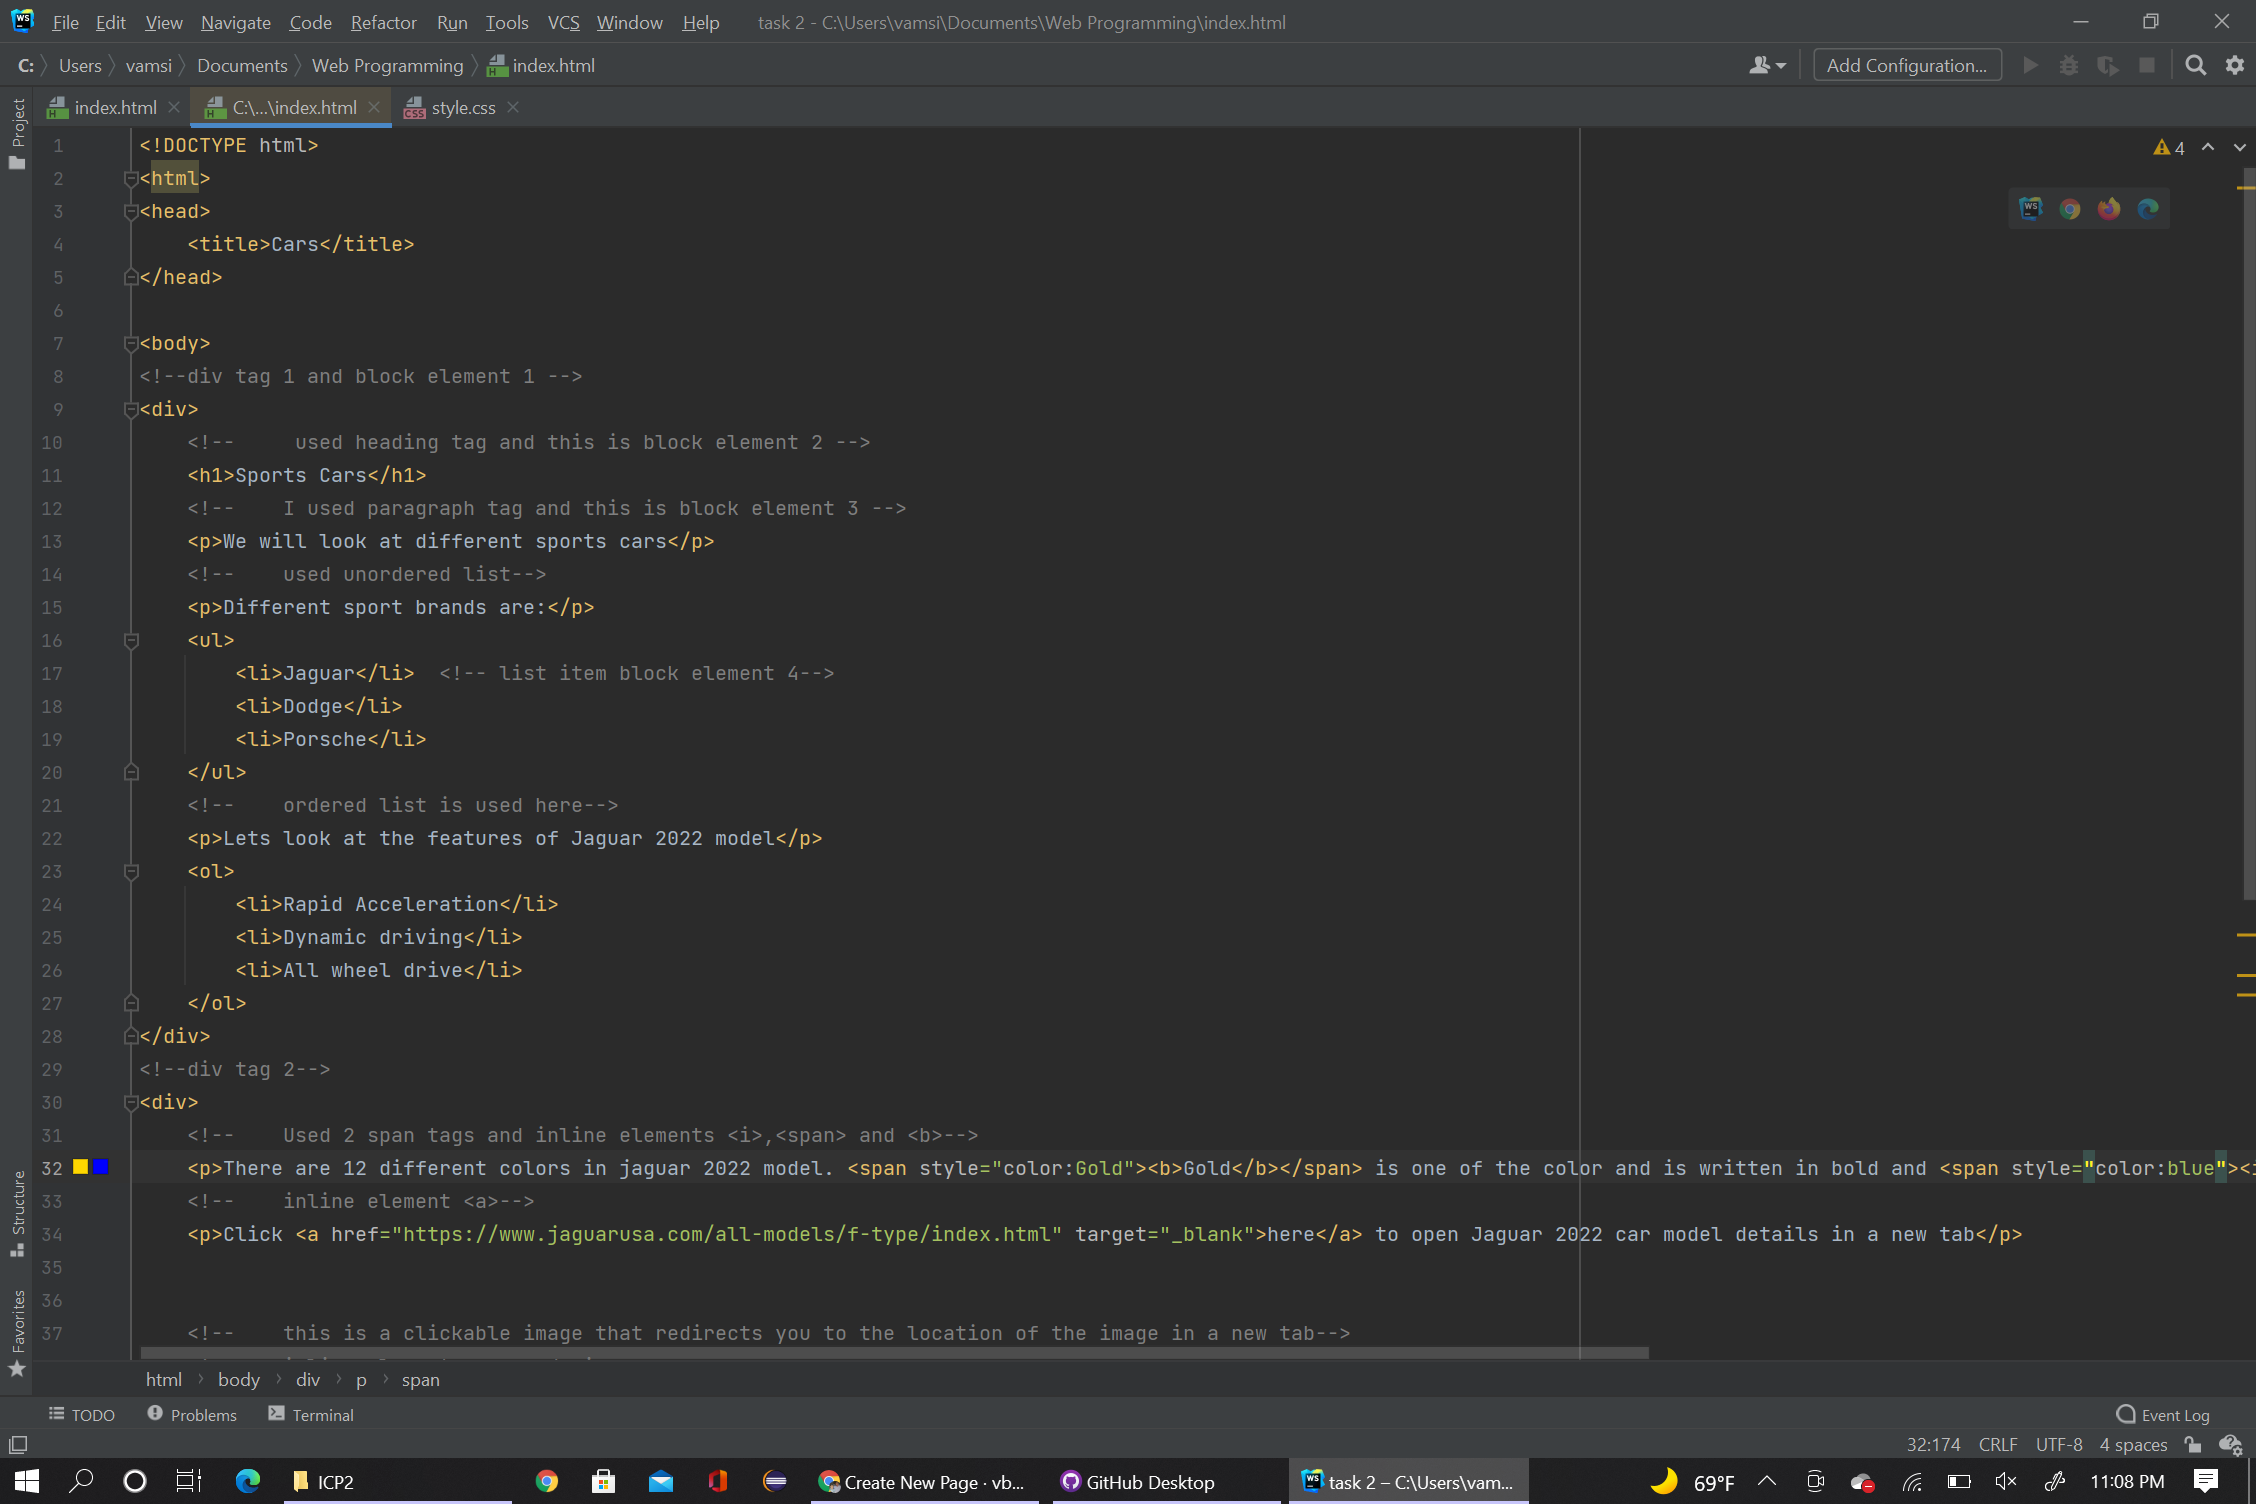 File Edit View Navigate Code Refactor Run Tools VCS Window Help task 2 - C:\Users\vamsi\Documents\Web Programming\index.html
C: Users vamsi Documents Web Programming index.html Add Configuration...
index.html C:\...\index.html style.css
Project
4
1 <!DOCTYPE html>
2 <html>
3 <head>
4 <title>Cars</title>
5 </head>
6
7 <body>
8 <!--div tag 1 and block element 1 -->
9 <div>
10 <!-- used heading tag and this is block element 2 -->
11 <h1>Sports Cars</h1>
12 <!-- I used paragraph tag and this is block element 3 -->
13 <p>We will look at different sports cars</p>
14 <!-- used unordered list-->
15 <p>Different sport brands are:</p>
16 <ul>
17 <li>Jaguar</li> <!-- list item block element 4-->
18 <li>Dodge</li>
19 <li>Porsche</li>
20 </ul>
21 <!-- ordered list is used here-->
22 <p>Lets look at the features of Jaguar 2022 model</p>
23 <ol>
24 <li>Rapid Acceleration</li>
25 <li>Dynamic driving</li>
26 <li>All wheel drive</li>
27 </ol>
28 </div>
29 <!--div tag 2-->
30 <div>
31 <!-- Used 2 span tags and inline elements <i>,<span> and <b>-->
32 <p>There are 12 different colors in jaguar 2022 model. <span style="color:Gold"><b>Gold</b></span> is one of the color and is written in bold and <span style="color:blue"><i
33 <!-- inline element <a>-->
34 <p>Click <a href="https://www.jaguarusa.com/all-models/f-type/index.html" target="_blank">here</a> to open Jaguar 2022 car model details in a new tab</p>
35
36
37 <!-- this is a clickable image that redirects you to the location of the image in a new tab-->
Structure
Favorites
html body div p span
TODO Problems Terminal Event Log
32:174 CRLF UTF-8 4 spaces
ICP2 Create New Page · vb... GitHub Desktop task 2 – C:\Users\vam... 69°F 11:08 PM